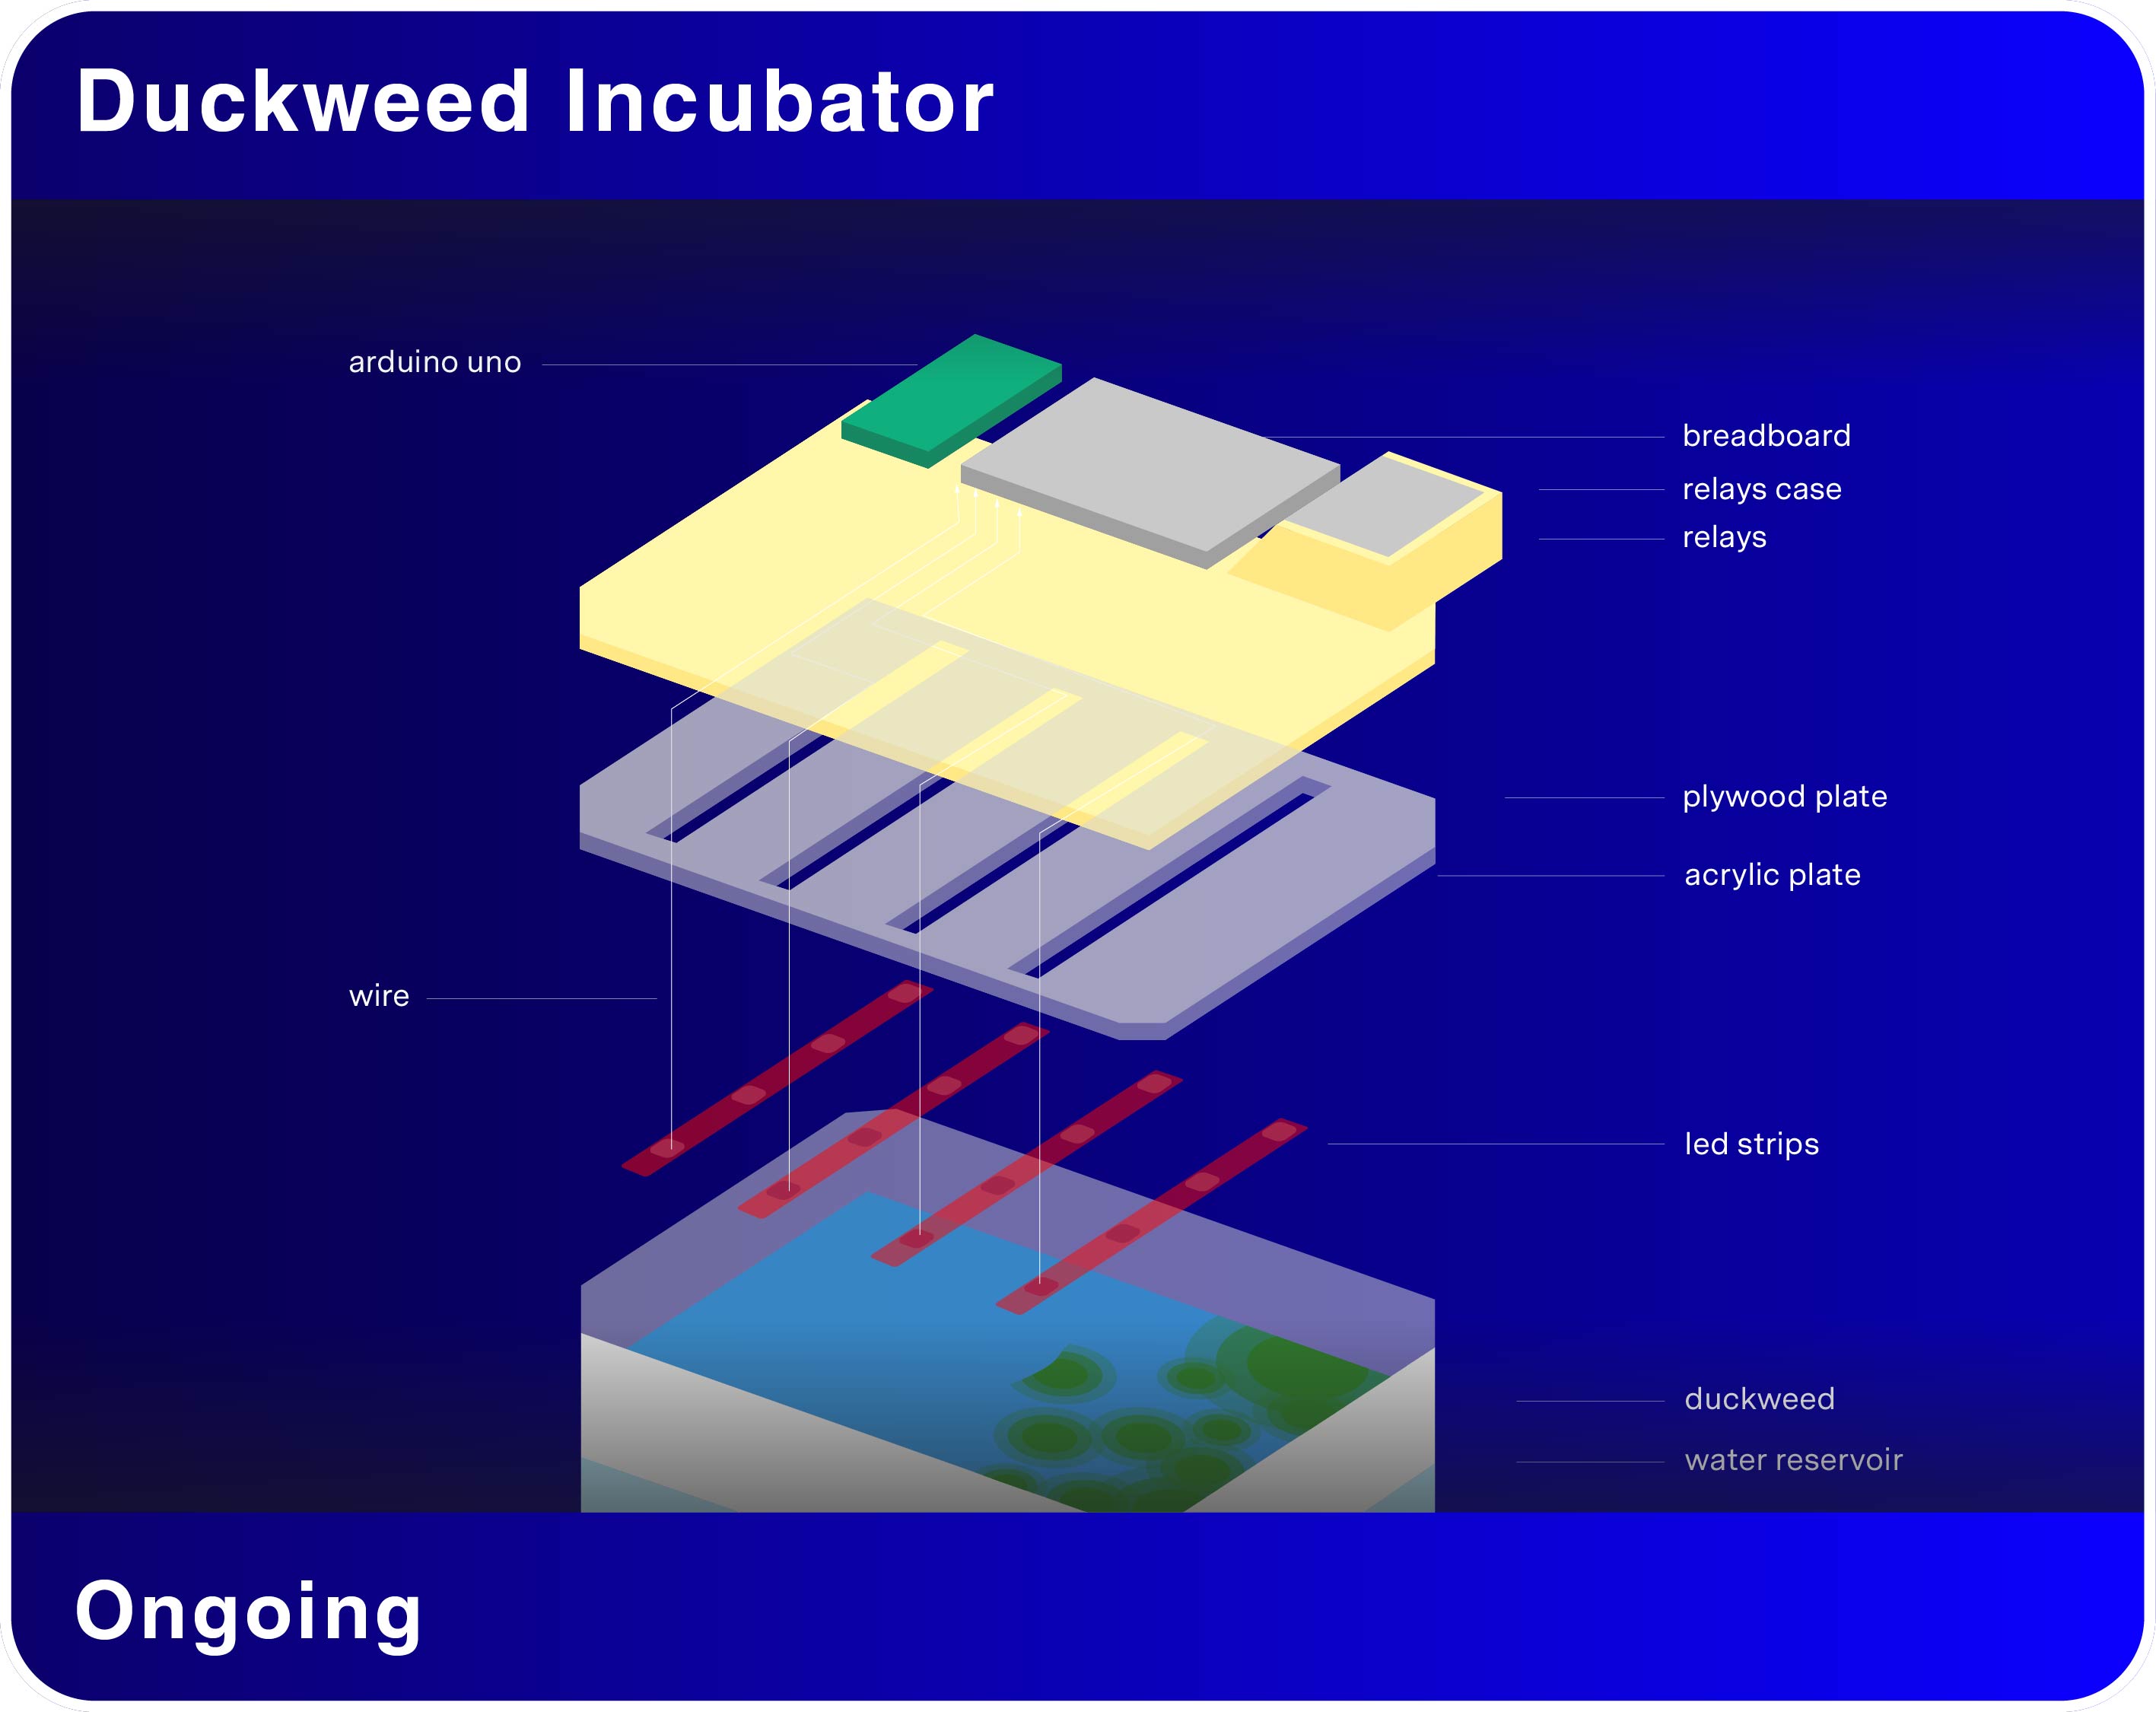 Duckweed Incubator
arduino uno
breadboard
relays case
relays
plywood plate
acrylic plate
wire
led strips
duckweed
water reservoir
Ongoing